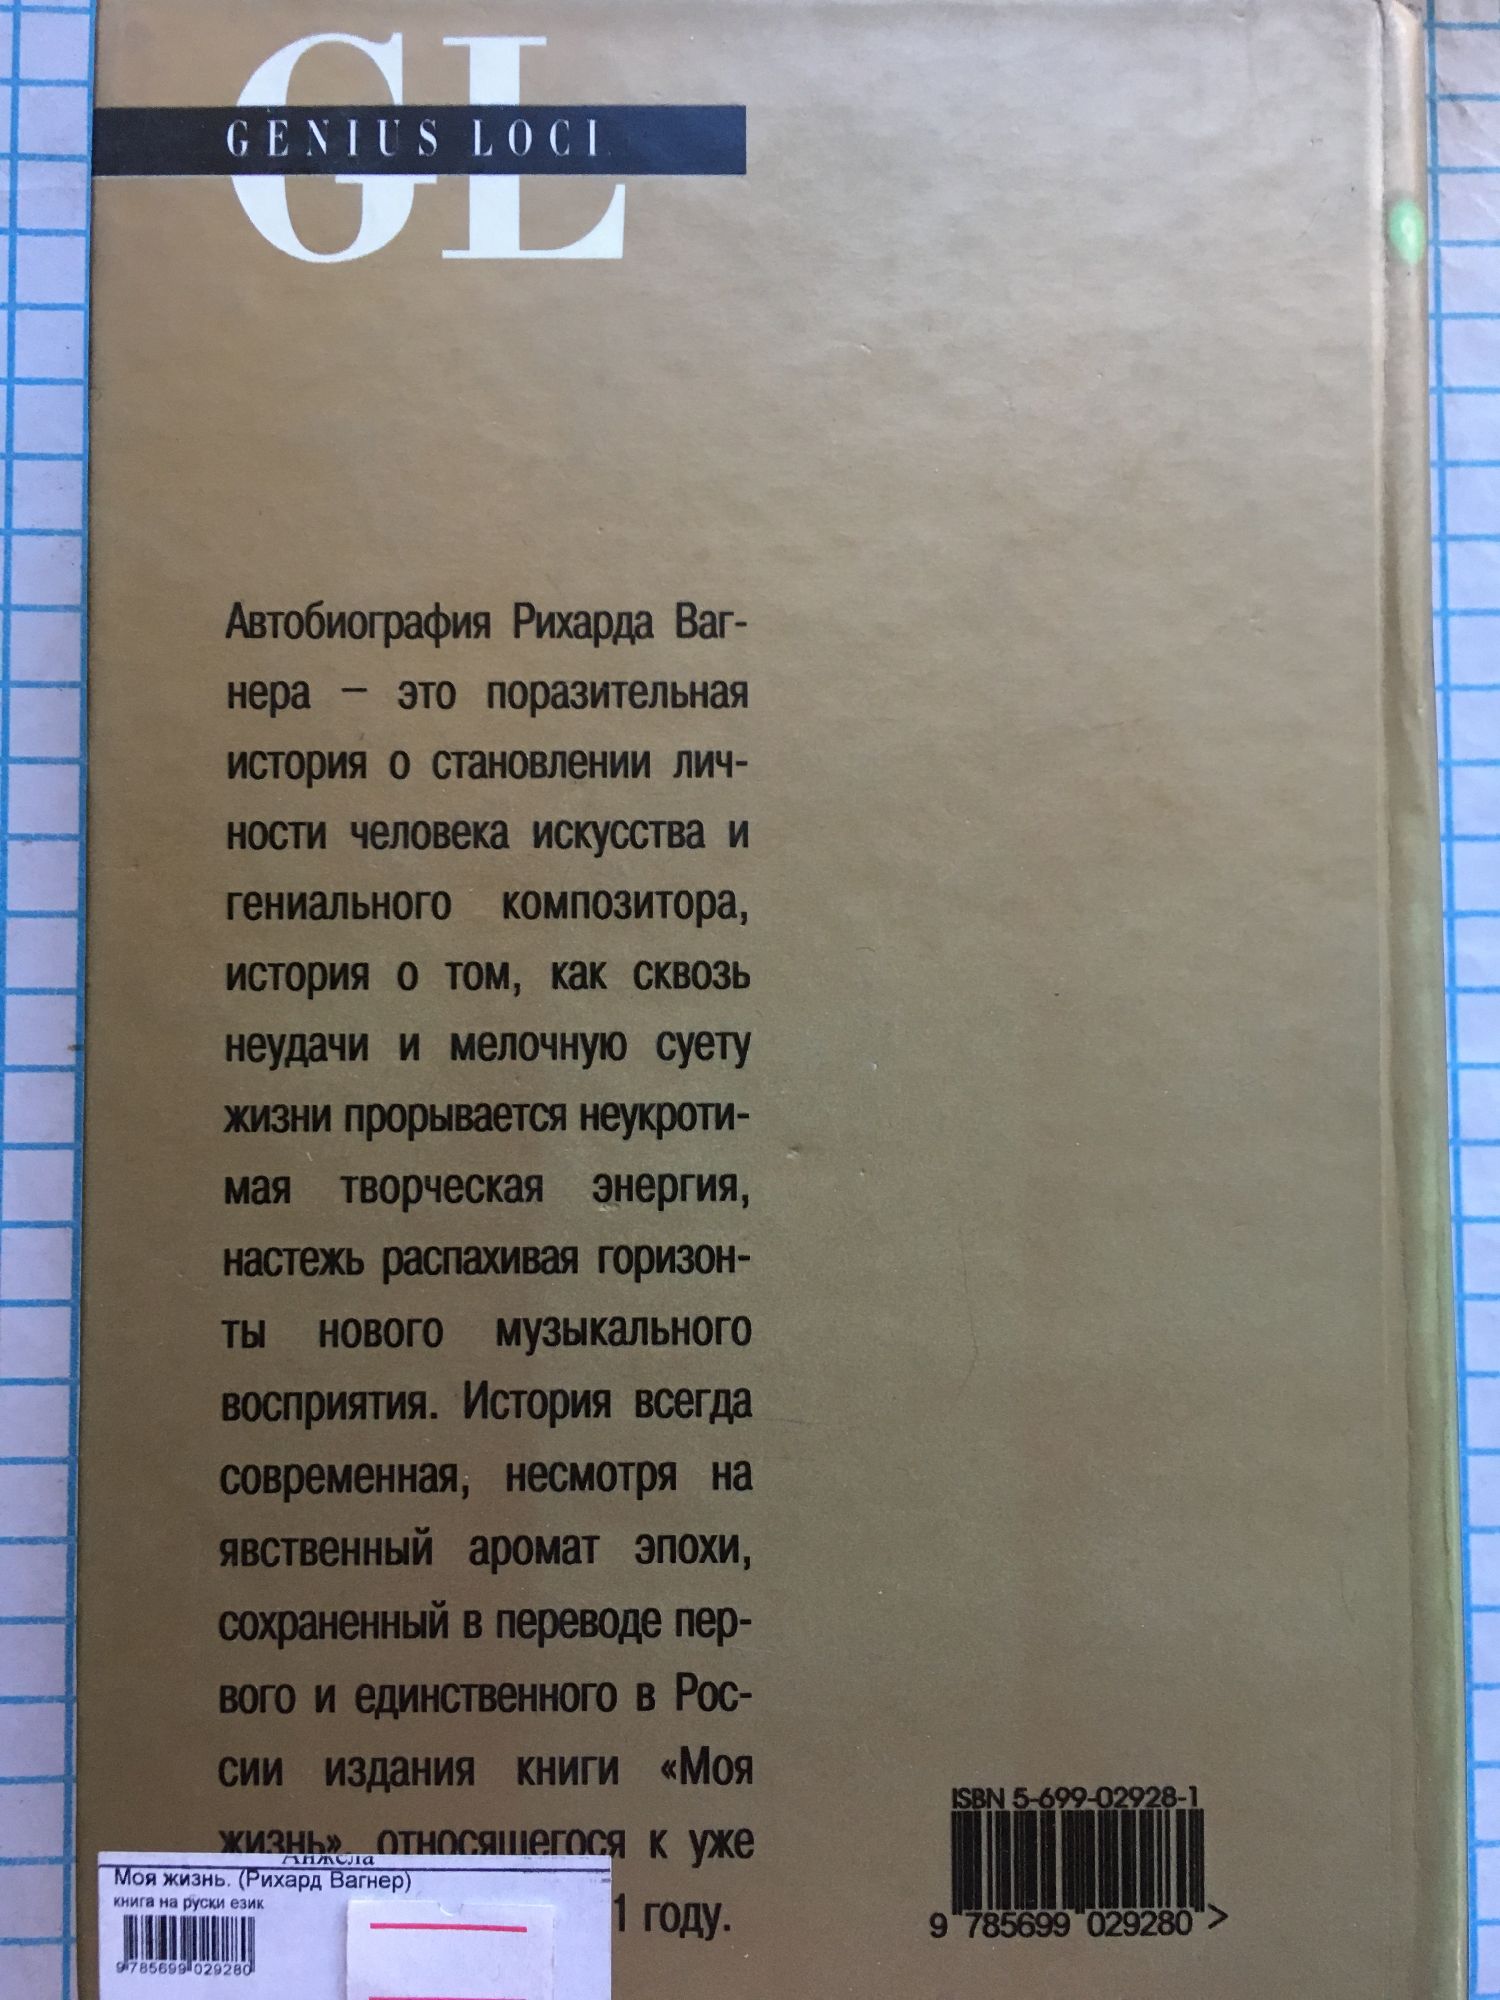 GL
GENIUS LOCI
Автобиография Рихарда Ваг-
нера – это поразительная
история о становлении лич-
ности человека искусства и
гениального композитора,
история о том, как сквозь
неудачи и мелочную суету
жизни прорывается неукроти-
мая творческая энергия,
настежь распахивая горизон-
ты нового музыкального
восприятия. История всегда
современная, несмотря на
явственный аромат эпохи,
сохраненный в переводе пер-
вого и единственного в Рос-
сии издания книги «Моя
жизнь», относящегося к уже
1 году.
Анжела
Моя жизнь. (Рихард Вагнер)
книга на руски език
9 785699 029280
ISBN 5-699-02928-1
9 785699 029280 >